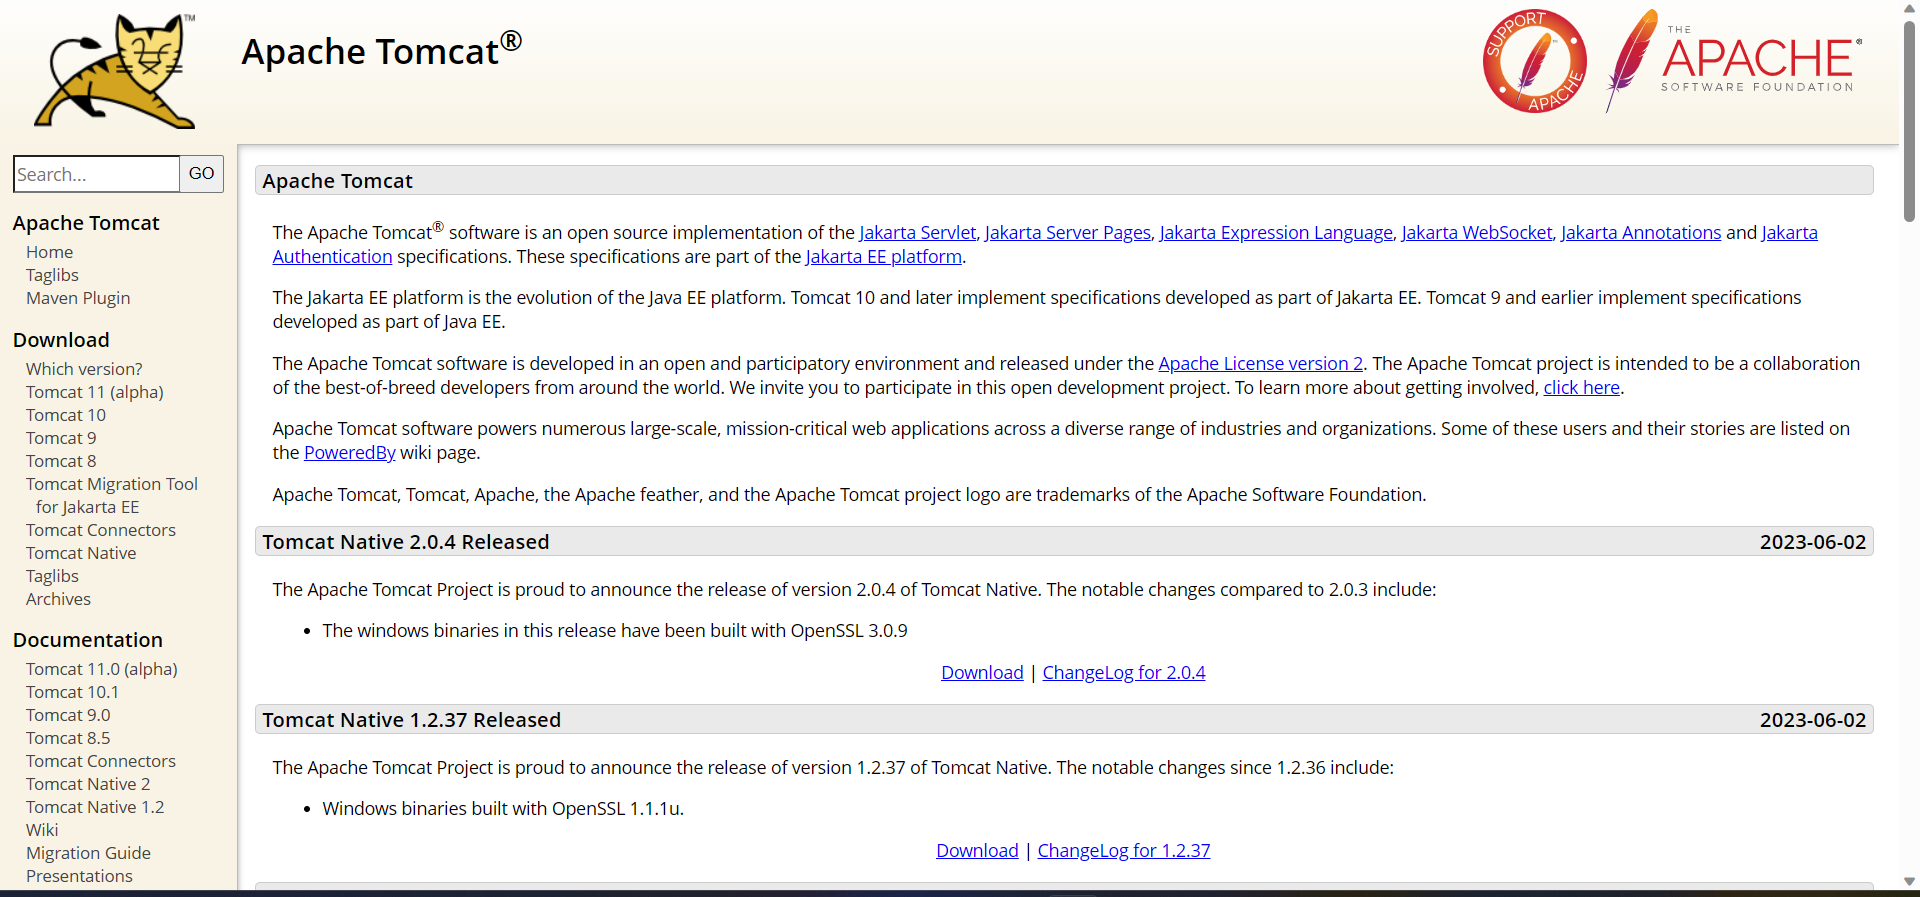 TM
Apache Tomcat®
SUPPORT
APACHE
THE
APACHE®
SOFTWARE FOUNDATION
Search...
GO
Apache Tomcat
Home
Taglibs
Maven Plugin
Download
Which version?
Tomcat 11 (alpha)
Tomcat 10
Tomcat 9
Tomcat 8
Tomcat Migration Tool
for Jakarta EE
Tomcat Connectors
Tomcat Native
Taglibs
Archives
Documentation
Tomcat 11.0 (alpha)
Tomcat 10.1
Tomcat 9.0
Tomcat 8.5
Tomcat Connectors
Tomcat Native 2
Tomcat Native 1.2
Wiki
Migration Guide
Presentations
Apache Tomcat
The Apache Tomcat® software is an open source implementation of the Jakarta Servlet, Jakarta Server Pages, Jakarta Expression Language, Jakarta WebSocket, Jakarta Annotations and Jakarta
Authentication specifications. These specifications are part of the Jakarta EE platform.
The Jakarta EE platform is the evolution of the Java EE platform. Tomcat 10 and later implement specifications developed as part of Jakarta EE. Tomcat 9 and earlier implement specifications
developed as part of Java EE.
The Apache Tomcat software is developed in an open and participatory environment and released under the Apache License version 2. The Apache Tomcat project is intended to be a collaboration
of the best-of-breed developers from around the world. We invite you to participate in this open development project. To learn more about getting involved, click here.
Apache Tomcat software powers numerous large-scale, mission-critical web applications across a diverse range of industries and organizations. Some of these users and their stories are listed on
the PoweredBy wiki page.
Apache Tomcat, Tomcat, Apache, the Apache feather, and the Apache Tomcat project logo are trademarks of the Apache Software Foundation.
Tomcat Native 2.0.4 Released 2023-06-02
The Apache Tomcat Project is proud to announce the release of version 2.0.4 of Tomcat Native. The notable changes compared to 2.0.3 include:
• The windows binaries in this release have been built with OpenSSL 3.0.9
Download | ChangeLog for 2.0.4
Tomcat Native 1.2.37 Released 2023-06-02
The Apache Tomcat Project is proud to announce the release of version 1.2.37 of Tomcat Native. The notable changes since 1.2.36 include:
• Windows binaries built with OpenSSL 1.1.1u.
Download | ChangeLog for 1.2.37